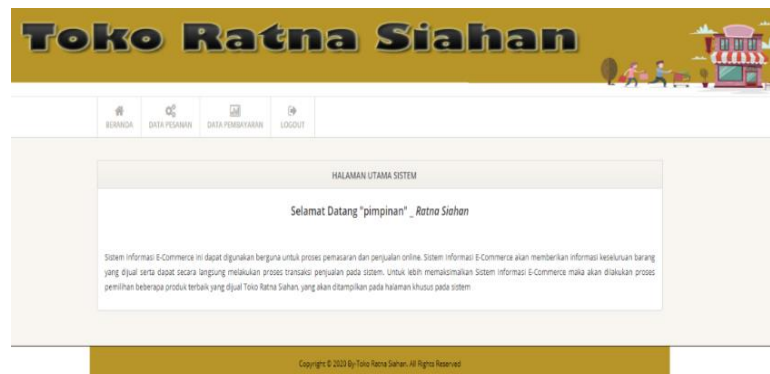 Toko Ratna Siahan
BERANDA DATA PESANAN DATA PEMBAYARAN LOGOUT
HALAMAN UTAMA SISTEM
Selamat Datang "pimpinan" _ Ratna Siahan
Sistem Informasi E-Commerce ini dapat digunakan berguna untuk proses pemasaran dan penjualan online. Sistem Informasi E-Commerce akan memberikan informasi keseluruan barang
yang dijual serta dapat secara langsung melakukan proses transaksi penjualan pada sistem. Untuk lebih memaksimalkan Sistem Informasi E-Commerce maka akan dilakukan proses
pemilihan beberapa produk terbaik yang dijual Toko Ratna Siahan, yang akan ditampilkan pada halaman khusus pada sistem
Copyright © 2020 By-Toko Ratna Siahan. All Rights Reserved